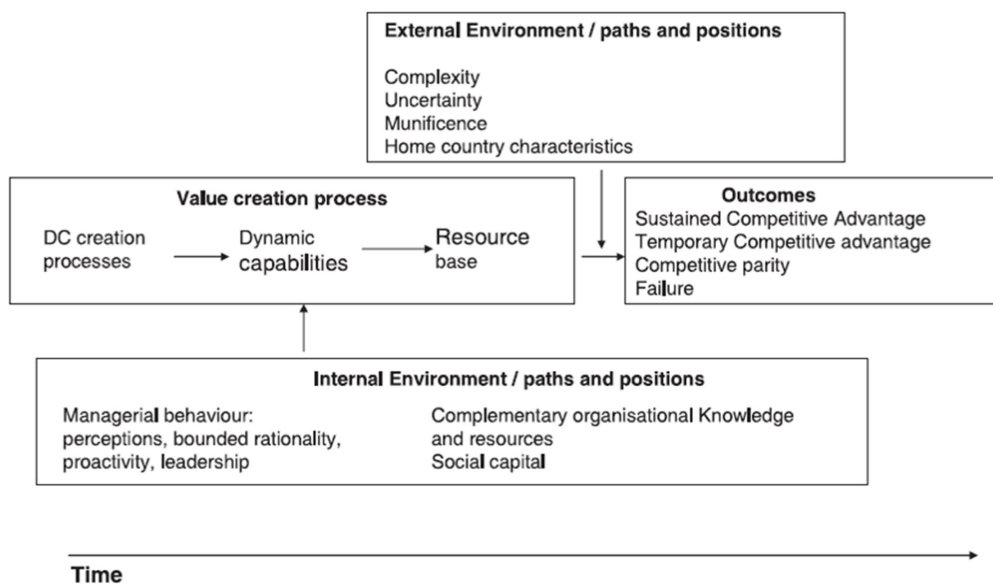 External Environment / paths and positions
Complexity
Uncertainty
Munificence
Home country characteristics
Value creation process
DC creation
processes
Dynamic
capabilities
Resource
base
Outcomes
Sustained Competitive Advantage
Temporary Competitive advantage
Competitive parity
Failure
Internal Environment / paths and positions
Managerial behaviour:
perceptions, bounded rationality,
proactivity, leadership
Complementary organisational Knowledge
and resources
Social capital
Time